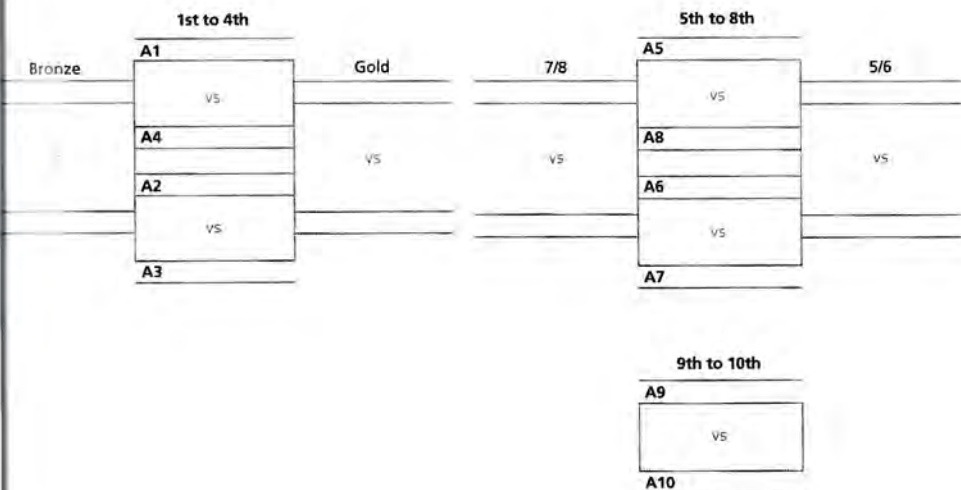 1st to 4th
A1
Bronze
vs
Gold
A4
vs
A2
vs
A3
5th to 8th
A5
7/8
vs
5/6
A8
vs
vs
A6
vs
A7
9th to 10th
A9
vs
A10